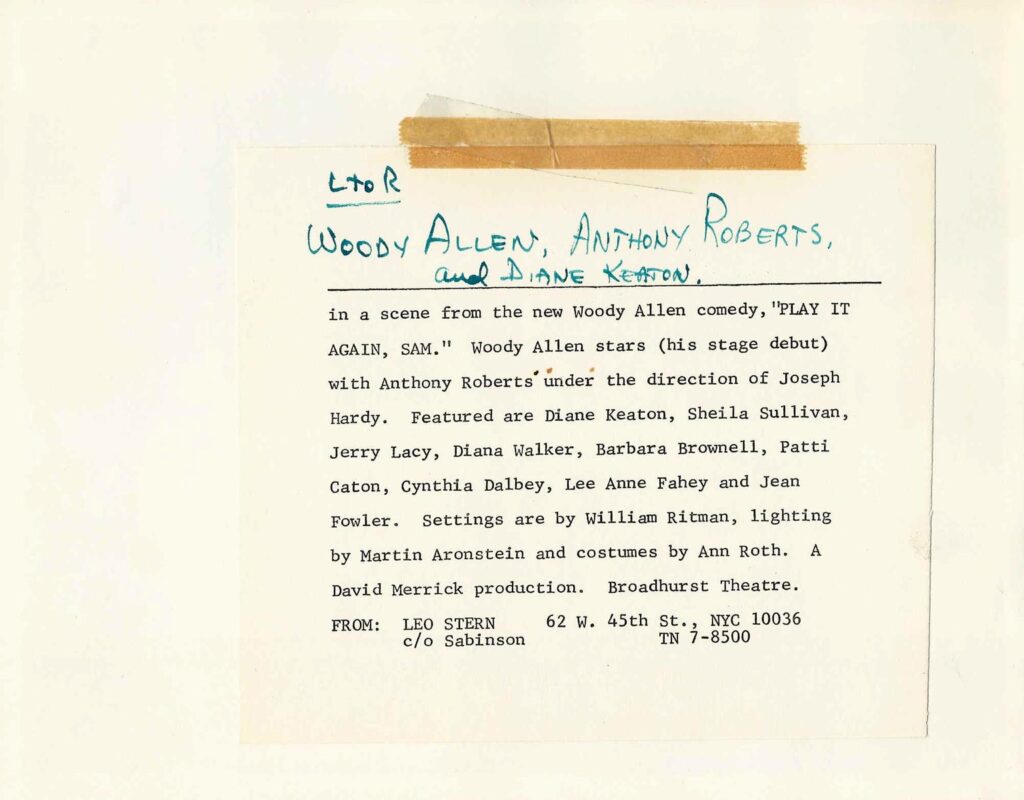 L to R
WOODY ALLEN, ANTHONY ROBERTS,
and DIANE KEATON.
in a scene from the new Woody Allen comedy,"PLAY IT
AGAIN, SAM." Woody Allen stars (his stage debut)
with Anthony Roberts under the direction of Joseph
Hardy. Featured are Diane Keaton, Sheila Sullivan,
Jerry Lacy, Diana Walker, Barbara Brownell, Patti
Caton, Cynthia Dalbey, Lee Anne Fahey and Jean
Fowler. Settings are by William Ritman, lighting
by Martin Aronstein and costumes by Ann Roth. A
David Merrick production. Broadhurst Theatre.
FROM: LEO STERN 62 W. 45th St., NYC 10036
c/o Sabinson TN 7-8500